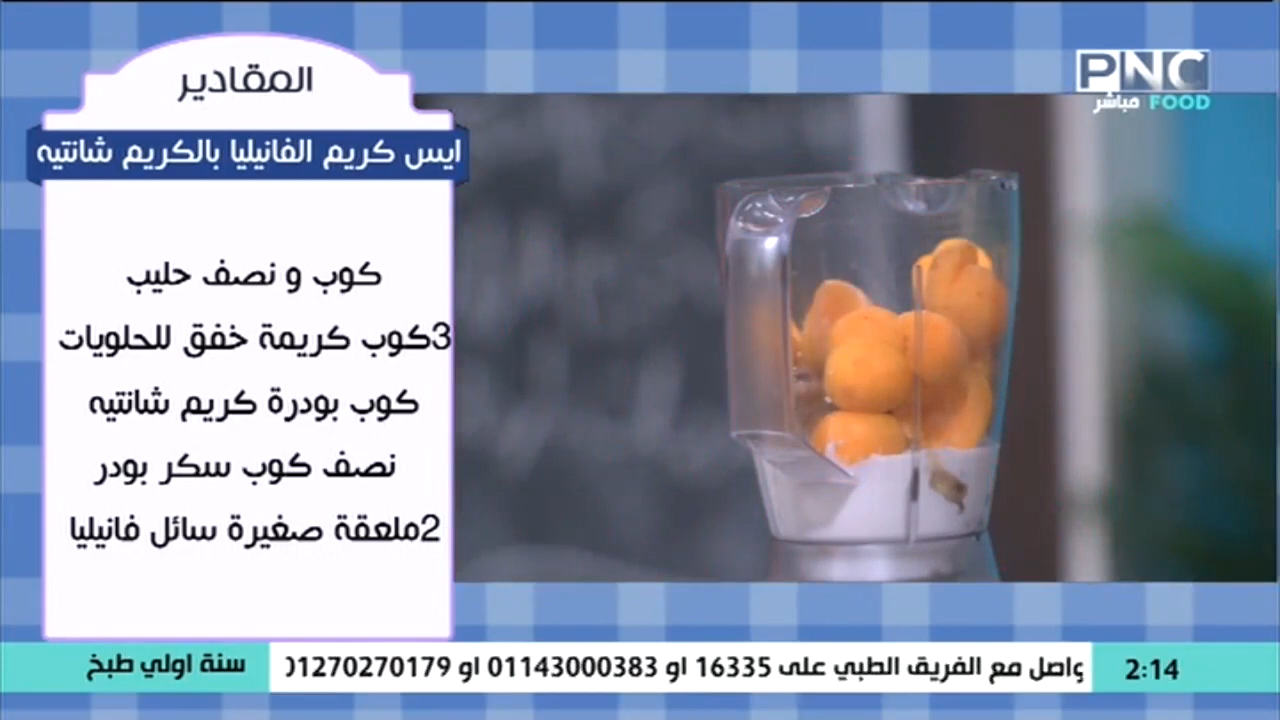 المقادير
ايس كريم الفانيليا بالكريم شانتيه
كوب و نصف حليب
3كوب كريمة خفق للحلويات
كوب بودرة كريم شانتيه
نصف كوب سكر بودر
2ملعقة صغيرة سائل فانيليا
PNC
FOOD مباشر
2:14
واصل مع الفريق الطبي على 16335 او 01143000383 او 01270270179
سنة اولي طبخ